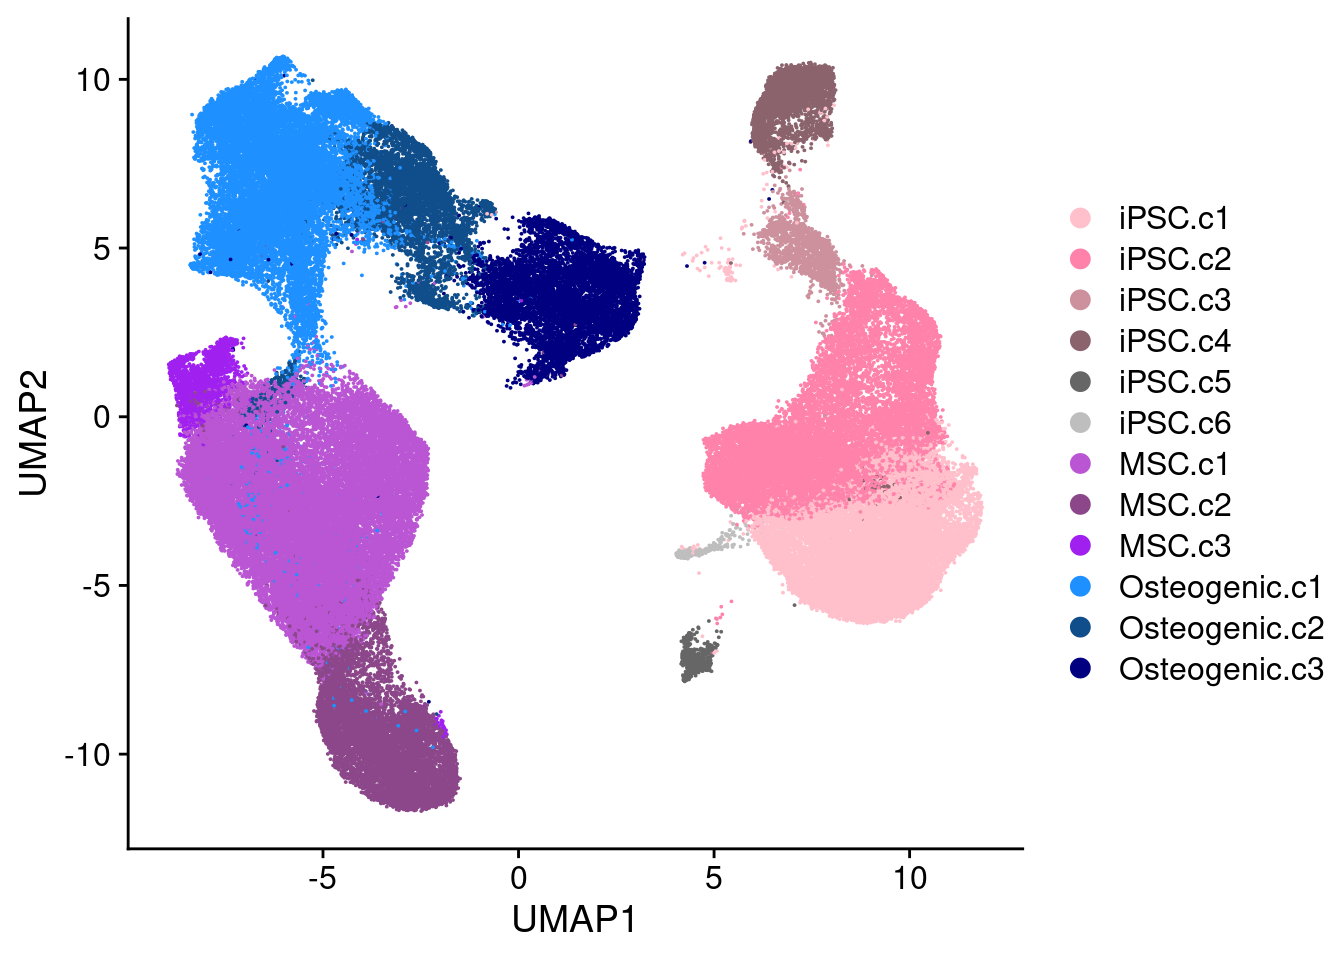 10
5
0
-5
-10
UMAP2
-5
0
5
10
UMAP1
iPSC.c1
iPSC.c2
iPSC.c3
iPSC.c4
iPSC.c5
iPSC.c6
MSC.c1
MSC.c2
MSC.c3
Osteogenic.c1
Osteogenic.c2
Osteogenic.c3